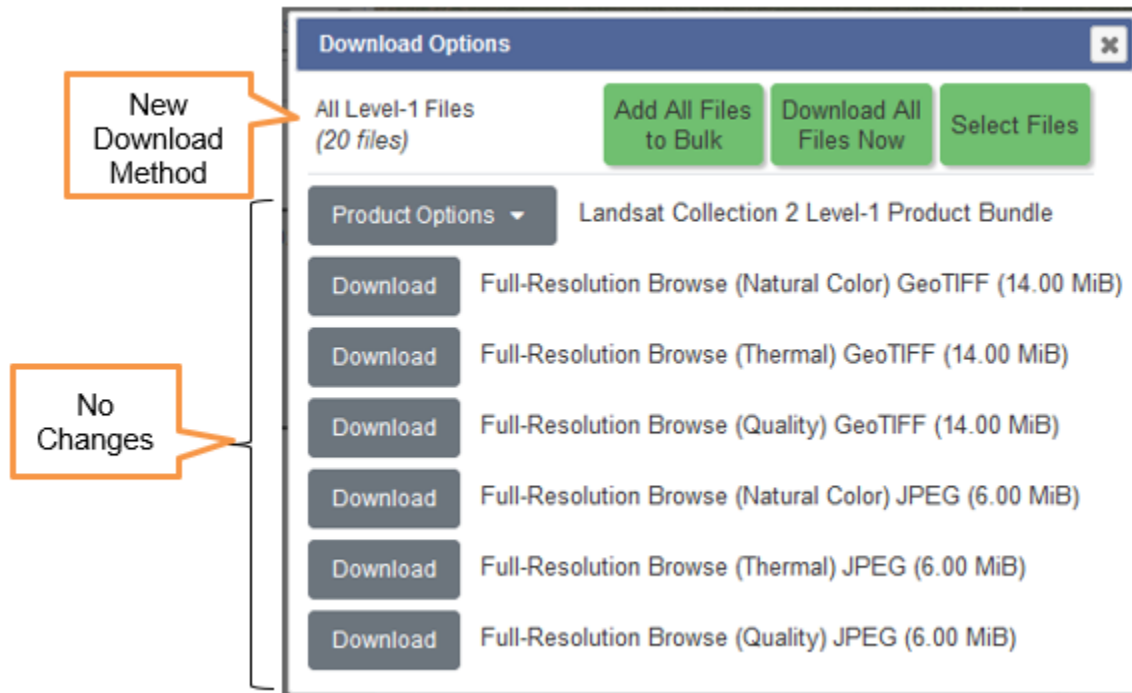 Download Options
New
Download
Method
All Level-1 Files
(20 files)
Add All Files
to Bulk
Download All
Files Now
Select Files
Product Options
Landsat Collection 2 Level-1 Product Bundle
Download
Full-Resolution Browse (Natural Color) GeoTIFF (14.00 MiB)
Download
Full-Resolution Browse (Thermal) GeoTIFF (14.00 MiB)
No
Changes
Download
Full-Resolution Browse (Quality) GeoTIFF (14.00 MiB)
Download
Full-Resolution Browse (Natural Color) JPEG (6.00 MiB)
Download
Full-Resolution Browse (Thermal) JPEG (6.00 MiB)
Download
Full-Resolution Browse (Quality) JPEG (6.00 MiB)